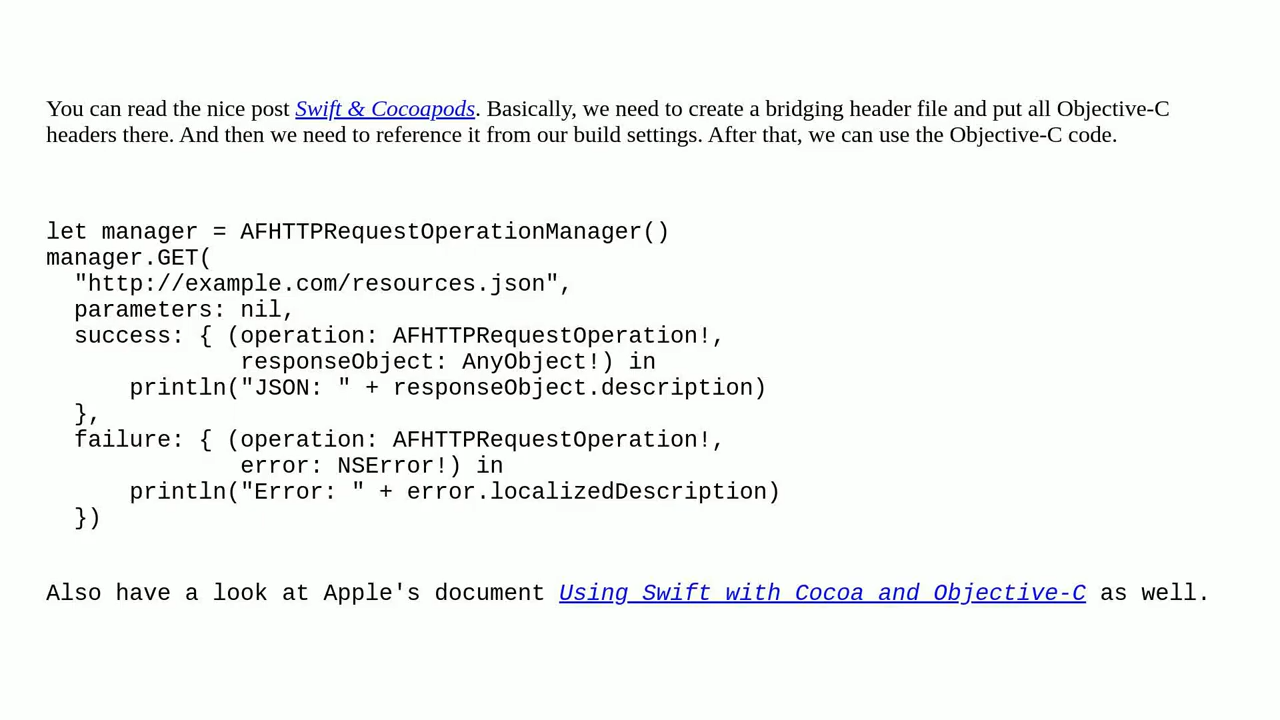 You can read the nice post Swift & Cocoapods. Basically, we need to create a bridging header file and put all Objective-C
headers there. And then we need to reference it from our build settings. After that, we can use the Objective-C code.
let manager = AFHTTPRequestOperationManager()
manager.GET(
  "http://example.com/resources.json",
  parameters: nil,
  success: { (operation: AFHTTPRequestOperation!,
              responseObject: AnyObject!) in
      println("JSON: " + responseObject.description)
  },
  failure: { (operation: AFHTTPRequestOperation!,
              error: NSError!) in
      println("Error: " + error.localizedDescription)
  })
Also have a look at Apple's document Using Swift with Cocoa and Objective-C as well.